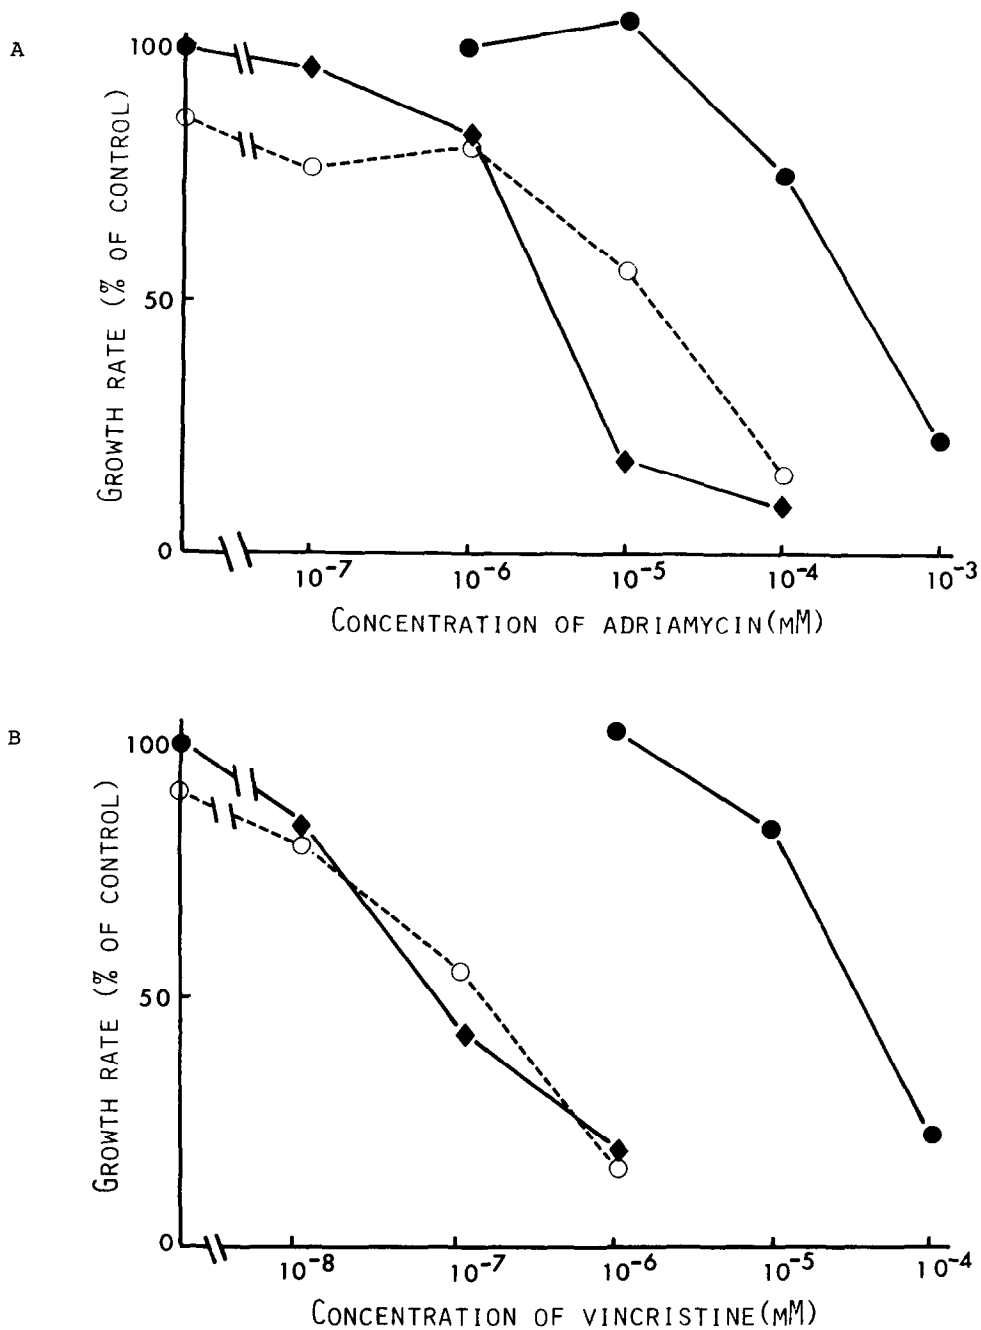 A
100
50
0
GROWTH RATE (% OF CONTROL)
10-7 10-6 10-5 10-4 10-3
CONCENTRATION OF ADRIAMYCIN(MM)
B
100
50
0
GROWTH RATE (% OF CONTROL)
10-8 10-7 10-6 10-5 10-4
CONCENTRATION OF VINCRISTINE(MM)